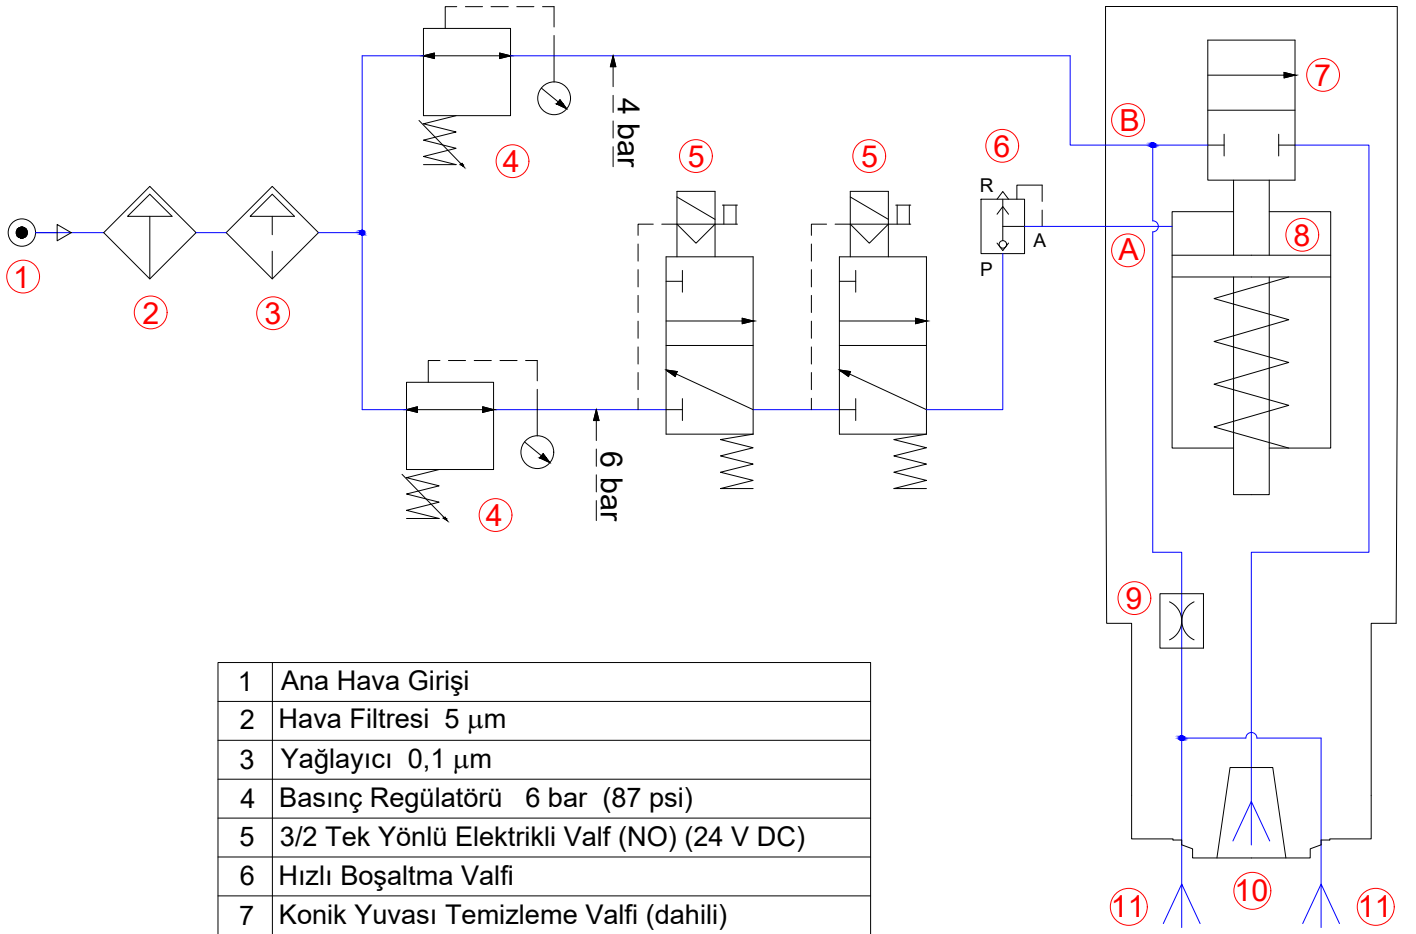 4 bar
7
B
4
5
5
6
R
A
P
A
8
1
2
3
6 bar
4
9
10
11
11
1 Ana Hava Girişi
2 Hava Filtresi 5 μm
3 Yağlayıcı 0,1 μm
4 Basınç Regülatörü 6 bar (87 psi)
5 3/2 Tek Yönlü Elektrikli Valf (NO) (24 V DC)
6 Hızlı Boşaltma Valfi
7 Konik Yuvası Temizleme Valfi (dahili)